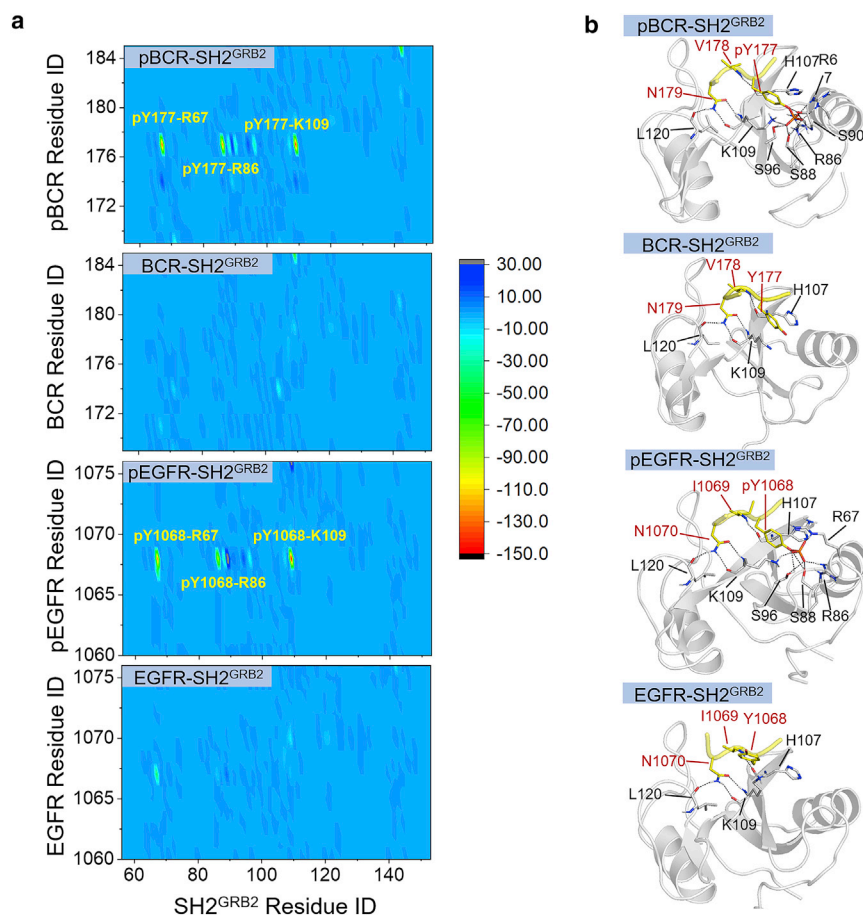 a
pBCR-SH2GRB2
184
180
176
172
pBCR Residue ID
pY177-R67
pY177-K109
pY177-R86
BCR-SH2GRB2
184
180
176
172
BCR Residue ID
pEGFR-SH2GRB2
1075
1070
1065
1060
pEGFR Residue ID
pY1068-R67
pY1068-K109
pY1068-R86
EGFR-SH2GRB2
1075
1070
1065
1060
EGFR Residue ID
60 80 100 120 140
SH2GRB2 Residue ID
30.00
10.00
-10.00
-30.00
-50.00
-70.00
-90.00
-110.0
-130.0
-150.0
b
pBCR-SH2GRB2
V178 pY177
H107 R6
7
N179
L120
K109
S96
S88
R86
S90
BCR-SH2GRB2
V178
Y177
H107
N179
L120
K109
pEGFR-SH2GRB2
I1069 pY1068
H107
R67
N1070
L120
K109
S96
S88
R86
EGFR-SH2GRB2
I1069 Y1068
H107
N1070
L120
K109